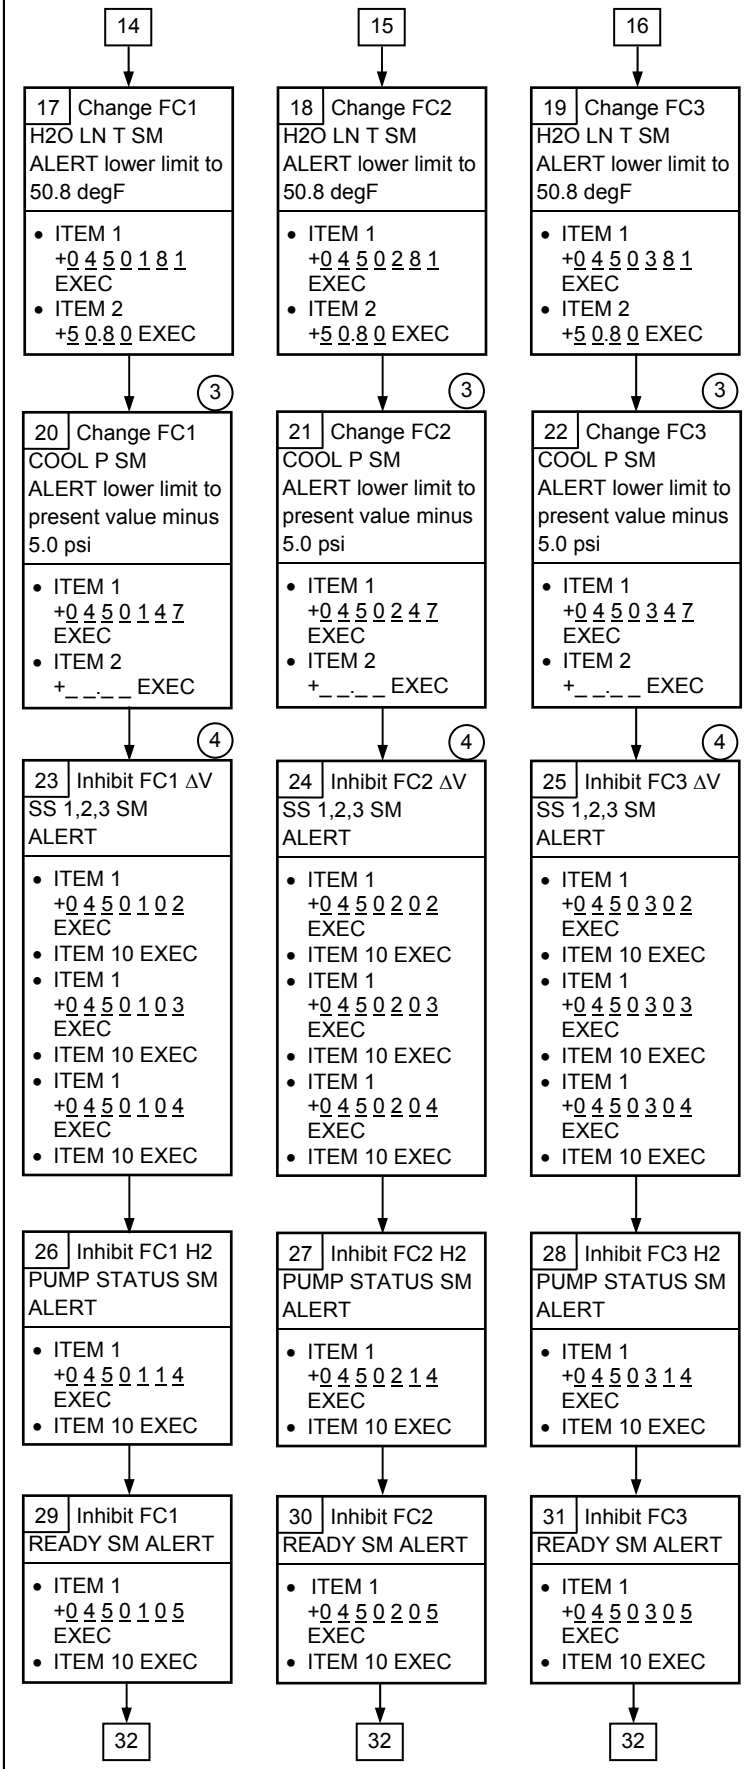 14
17 Change FC1
H2O LN T SM
ALERT lower limit to
50.8 degF
• ITEM 1
+0 4 5 0 1 8 1
EXEC
• ITEM 2
+5 0.8 0 EXEC
3
20 Change FC1
COOL P SM
ALERT lower limit to
present value minus
5.0 psi
• ITEM 1
+0 4 5 0 1 4 7
EXEC
• ITEM 2
+_ _._ _ EXEC
4
23 Inhibit FC1 ΔV
SS 1,2,3 SM
ALERT
• ITEM 1
+0 4 5 0 1 0 2
EXEC
• ITEM 10 EXEC
• ITEM 1
+0 4 5 0 1 0 3
EXEC
• ITEM 10 EXEC
• ITEM 1
+0 4 5 0 1 0 4
EXEC
• ITEM 10 EXEC
26 Inhibit FC1 H2
PUMP STATUS SM
ALERT
• ITEM 1
+0 4 5 0 1 1 4
EXEC
• ITEM 10 EXEC
29 Inhibit FC1
READY SM ALERT
• ITEM 1
+0 4 5 0 1 0 5
EXEC
• ITEM 10 EXEC
32
15
18 Change FC2
H2O LN T SM
ALERT lower limit to
50.8 degF
• ITEM 1
+0 4 5 0 2 8 1
EXEC
• ITEM 2
+5 0.8 0 EXEC
3
21 Change FC2
COOL P SM
ALERT lower limit to
present value minus
5.0 psi
• ITEM 1
+0 4 5 0 2 4 7
EXEC
• ITEM 2
+_ _._ _ EXEC
4
24 Inhibit FC2 ΔV
SS 1,2,3 SM
ALERT
• ITEM 1
+0 4 5 0 2 0 2
EXEC
• ITEM 10 EXEC
• ITEM 1
+0 4 5 0 2 0 3
EXEC
• ITEM 10 EXEC
• ITEM 1
+0 4 5 0 2 0 4
EXEC
• ITEM 10 EXEC
27 Inhibit FC2 H2
PUMP STATUS SM
ALERT
• ITEM 1
+0 4 5 0 2 1 4
EXEC
• ITEM 10 EXEC
30 Inhibit FC2
READY SM ALERT
• ITEM 1
+0 4 5 0 2 0 5
EXEC
• ITEM 10 EXEC
32
16
19 Change FC3
H2O LN T SM
ALERT lower limit to
50.8 degF
• ITEM 1
+0 4 5 0 3 8 1
EXEC
• ITEM 2
+5 0.8 0 EXEC
3
22 Change FC3
COOL P SM
ALERT lower limit to
present value minus
5.0 psi
• ITEM 1
+0 4 5 0 3 4 7
EXEC
• ITEM 2
+_ _._ _ EXEC
4
25 Inhibit FC3 ΔV
SS 1,2,3 SM
ALERT
• ITEM 1
+0 4 5 0 3 0 2
EXEC
• ITEM 10 EXEC
• ITEM 1
+0 4 5 0 3 0 3
EXEC
• ITEM 10 EXEC
• ITEM 1
+0 4 5 0 3 0 4
EXEC
• ITEM 10 EXEC
28 Inhibit FC3 H2
PUMP STATUS SM
ALERT
• ITEM 1
+0 4 5 0 3 1 4
EXEC
• ITEM 10 EXEC
31 Inhibit FC3
READY SM ALERT
• ITEM 1
+0 4 5 0 3 0 5
EXEC
• ITEM 10 EXEC
32